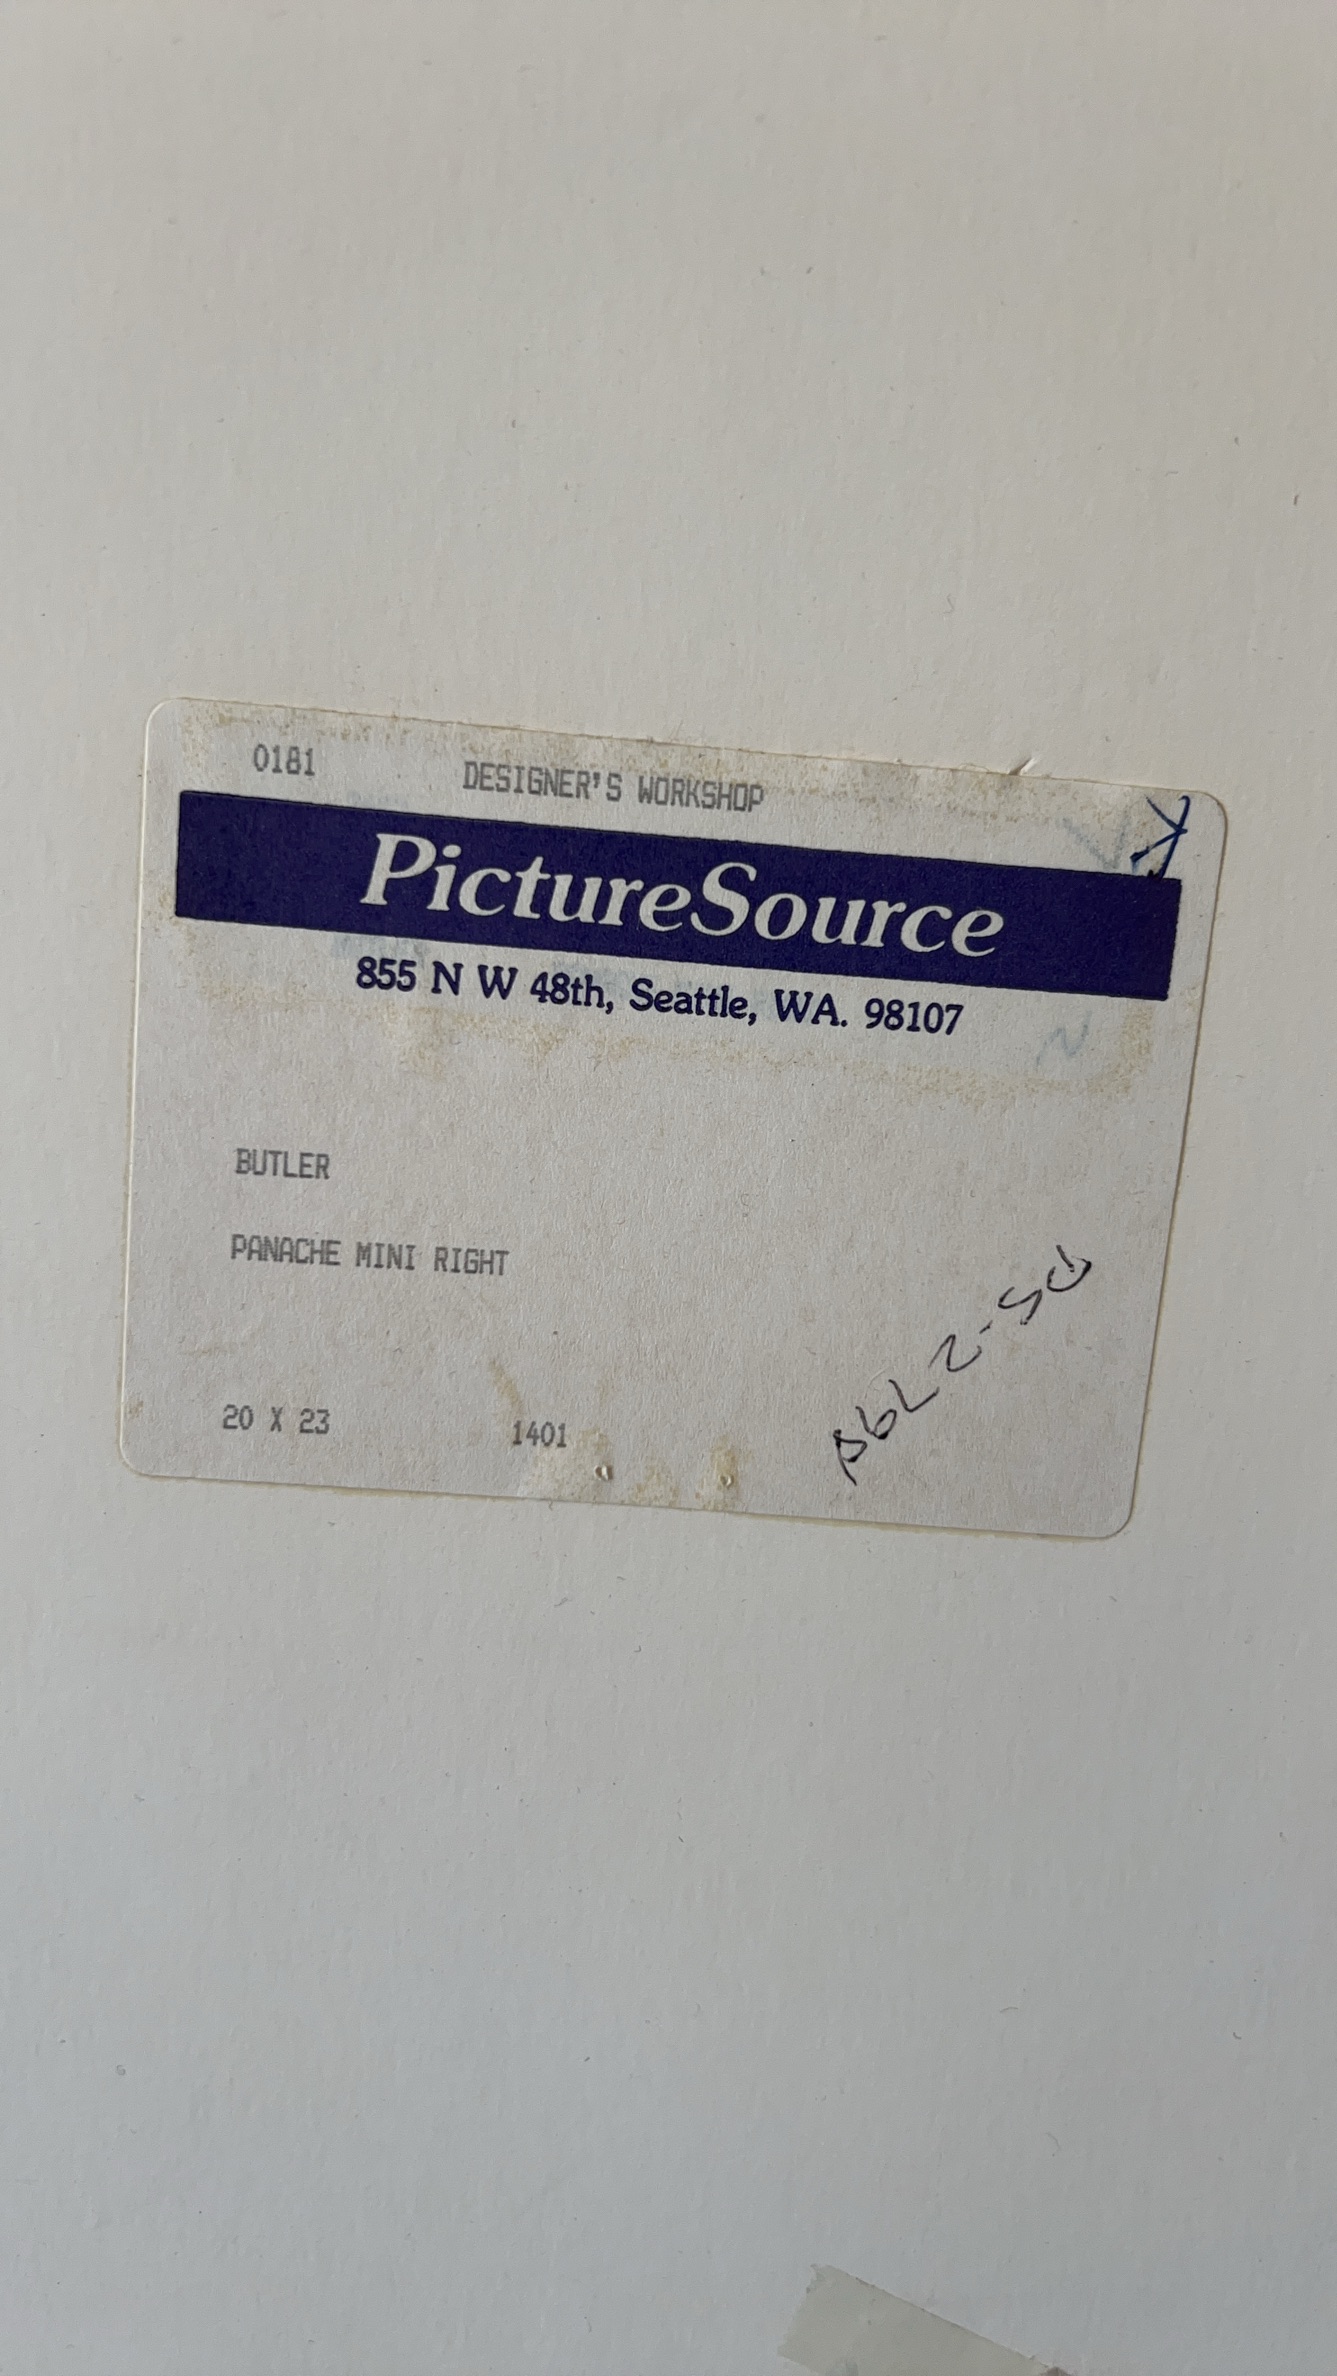 0181 DESIGNER'S WORKSHOP
PictureSource
855 N W 48th, Seattle, WA. 98107
BUTLER
PANACHE MINI RIGHT
20 X 23 1401